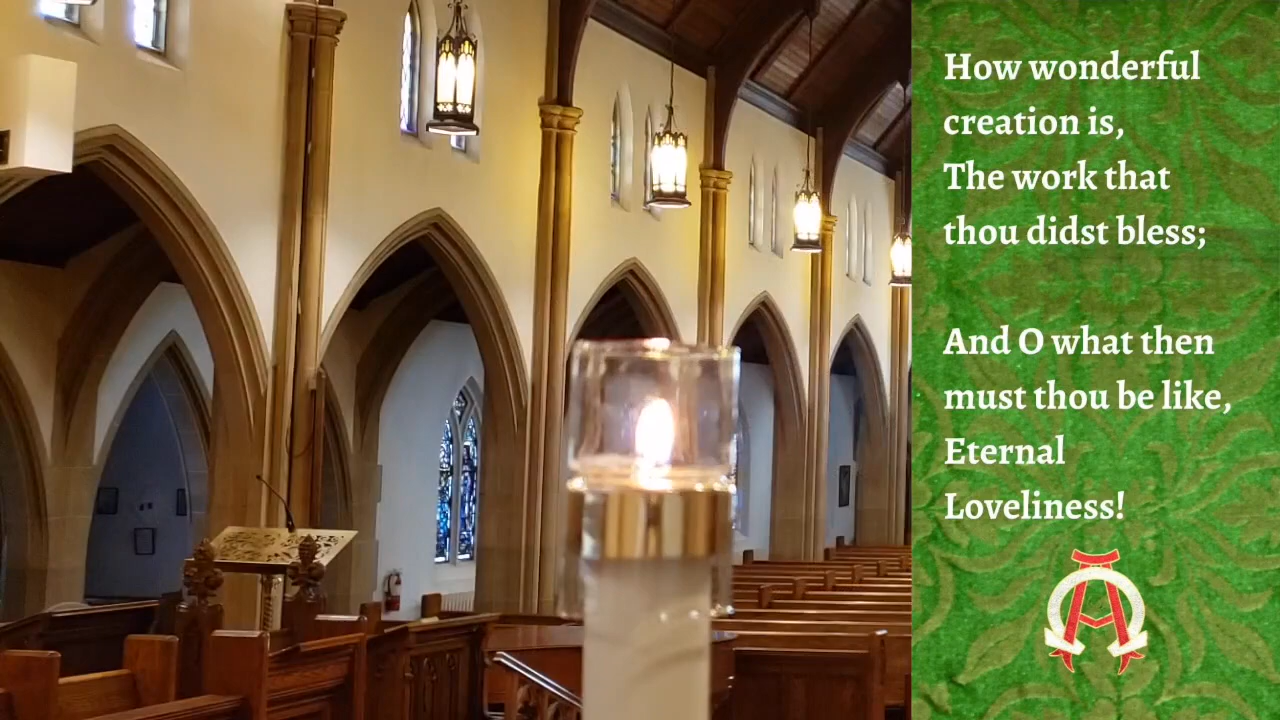 How wonderful
creation is,
The work that
thou didst bless;
And O what then
must thou be like,
Eternal
Loveliness!